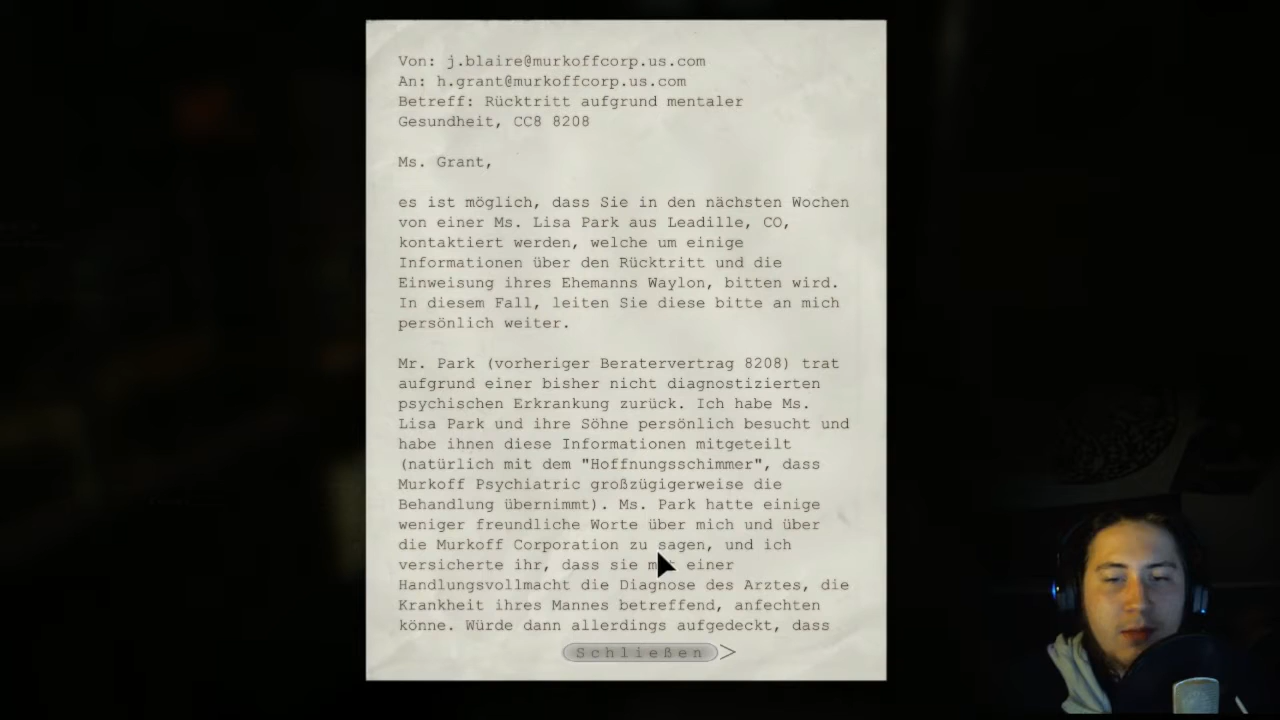 Von: j.blaire@murkoffcorp.us.com
An: h.grant@murkoffcorp.us.com
Betreff: Rücktritt aufgrund mentaler
Gesundheit, CC8 8208
Ms. Grant,
es ist möglich, dass Sie in den nächsten Wochen
von einer Ms. Lisa Park aus Leadille, CO,
kontaktiert werden, welche um einige
Informationen über den Rücktritt und die
Einweisung ihres Ehemanns Waylon, bitten wird.
In diesem Fall, leiten Sie diese bitte an mich
persönlich weiter.
Mr. Park (vorheriger Beratervertrag 8208) trat
aufgrund einer bisher nicht diagnostizierten
psychischen Erkrankung zurück. Ich habe Ms.
Lisa Park und ihre Söhne persönlich besucht und
habe ihnen diese Informationen mitgeteilt
(natürlich mit dem "Hoffnungsschimmer", dass
Murkoff Psychiatric großzügigerweise die
Behandlung übernimmt). Ms. Park hatte einige
weniger freundliche Worte über mich und über
die Murkoff Corporation zu sagen, und ich
versicherte ihr, dass sie mit einer
Handlungsvollmacht die Diagnose des Arztes, die
Krankheit ihres Mannes betreffend, anfechten
könne. Würde dann allerdings aufgedeckt, dass
Schließen >